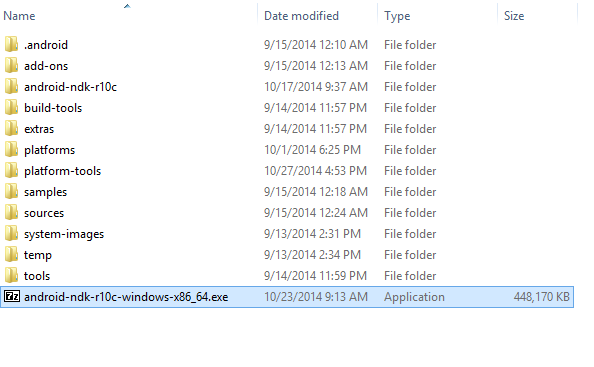 Name Date modified Type Size
.android 9/15/2014 12:10 AM File folder
add-ons 9/15/2014 12:13 AM File folder
android-ndk-r10c 10/17/2014 9:37 AM File folder
build-tools 9/14/2014 11:57 PM File folder
extras 9/14/2014 11:57 PM File folder
platforms 10/1/2014 6:25 PM File folder
platform-tools 10/27/2014 4:53 PM File folder
samples 9/15/2014 12:18 AM File folder
sources 9/15/2014 12:24 AM File folder
system-images 9/13/2014 2:31 PM File folder
temp 9/13/2014 2:34 PM File folder
tools 9/14/2014 11:59 PM File folder
7z android-ndk-r10c-windows-x86_64.exe 10/23/2014 9:13 AM Application 448,170 KB